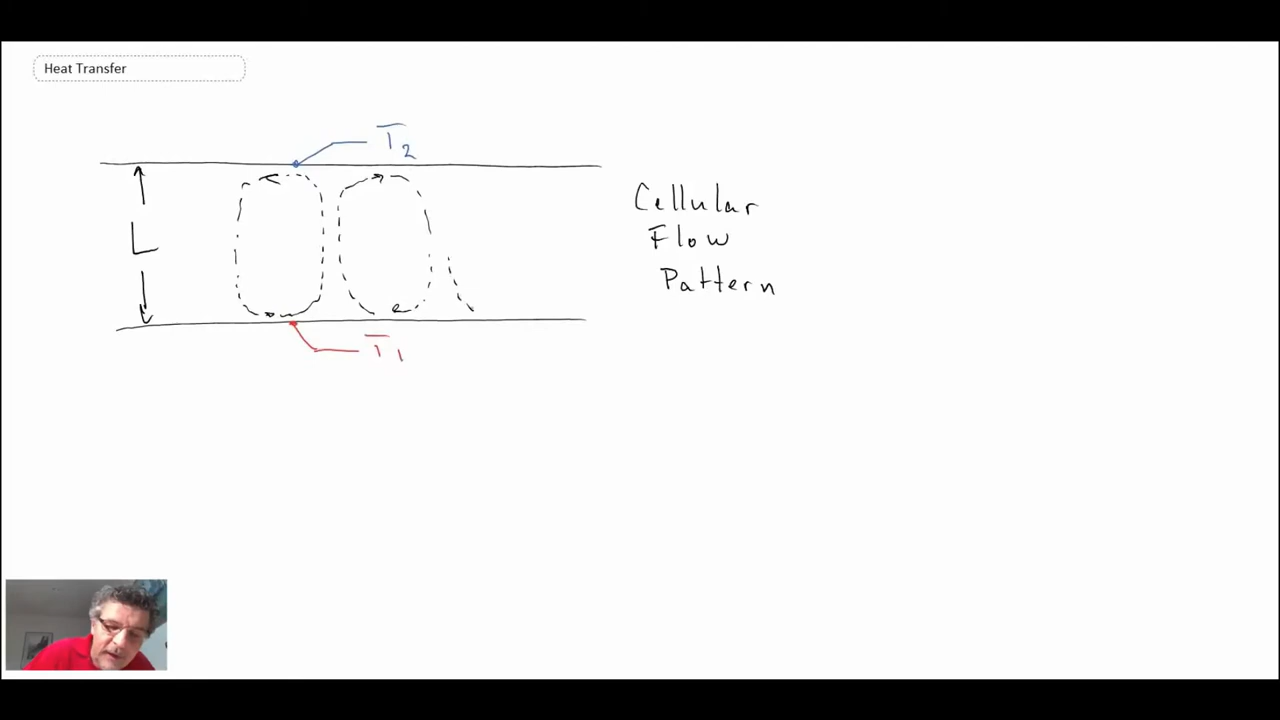 Heat Transfer
T2
L
T1
Cellular
Flow
Pattern